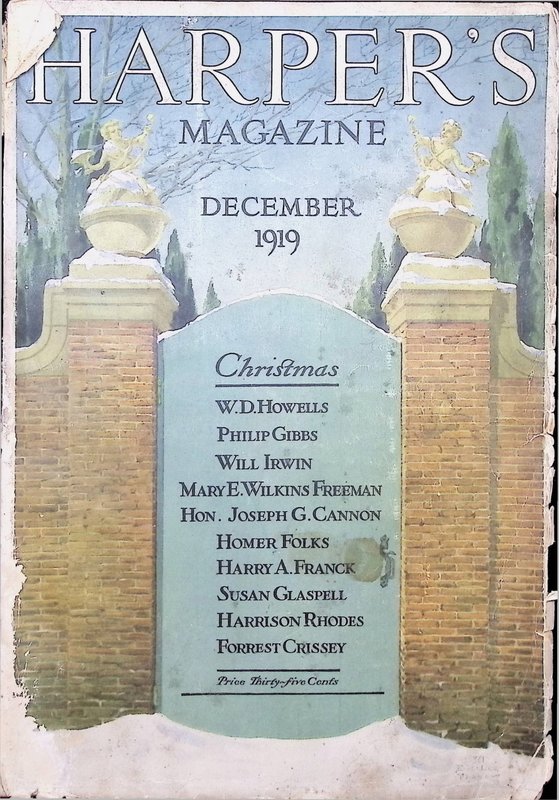 HARPER'S
MAGAZINE
DECEMBER
1919
Christmas
W.D. HOWELLS
PHILIP GIBBS
WILL IRWIN
MARY E. WILKINS FREEMAN
HON. JOSEPH G. CANNON
HOMER FOLKS
HARRY A. FRANCK
SUSAN GLASPELL
HARRISON RHODES
FORREST CRISSEY
Price Thirty-five Cents